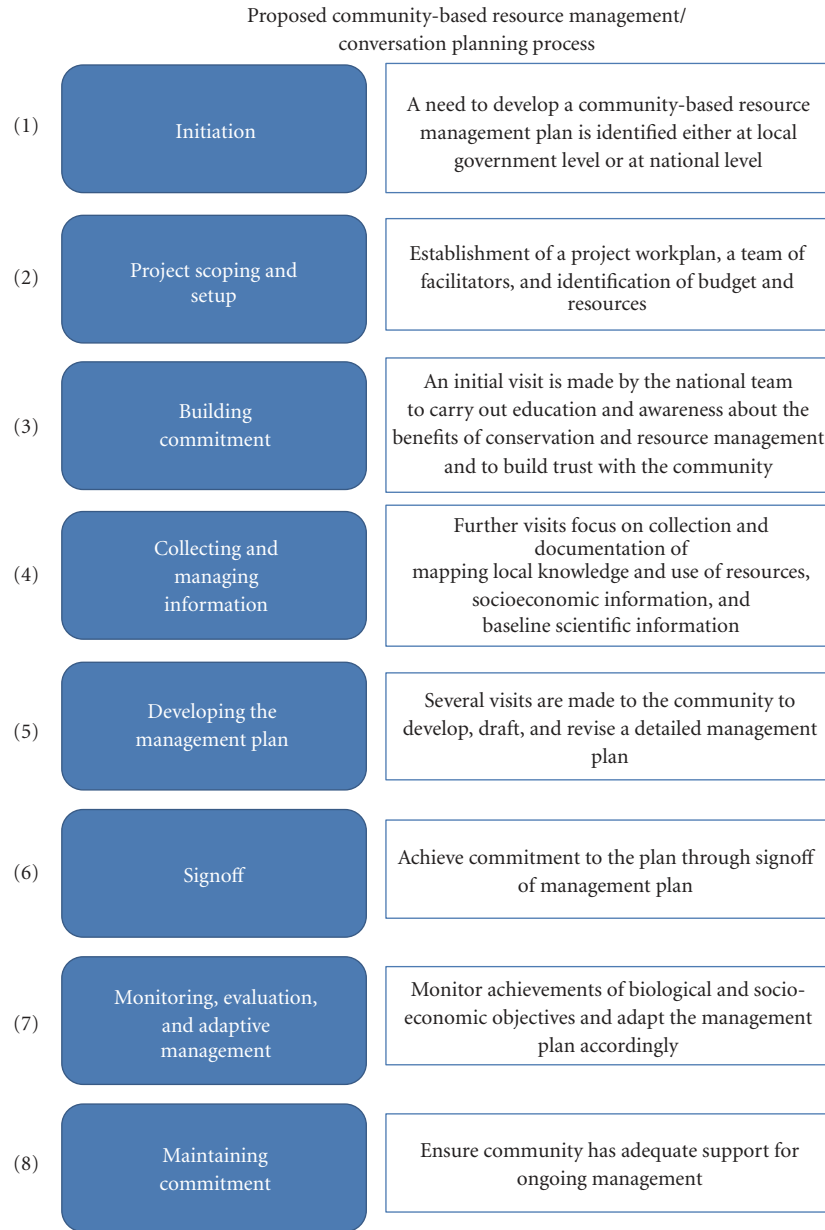 Proposed community-based resource management/
conversation planning process
(1)
Initiation
A need to develop a community-based resource
management plan is identified either at local
government level or at national level
(2)
Project scoping and
setup
Establishment of a project workplan, a team of
facilitators, and identification of budget and
resources
(3)
Building
commitment
An initial visit is made by the national team
to carry out education and awareness about the
benefits of conservation and resource management
and to build trust with the community
(4)
Collecting and
managing
information
Further visits focus on collection and
documentation of
mapping local knowledge and use of resources,
socioeconomic information, and
baseline scientific information
(5)
Developing the
management plan
Several visits are made to the community to
develop, draft, and revise a detailed management
plan
(6)
Signoff
Achieve commitment to the plan through signoff
of management plan
(7)
Monitoring, evaluation,
and adaptive
management
Monitor achievements of biological and socio-
economic objectives and adapt the management
plan accordingly
(8)
Maintaining
commitment
Ensure community has adequate support for
ongoing management